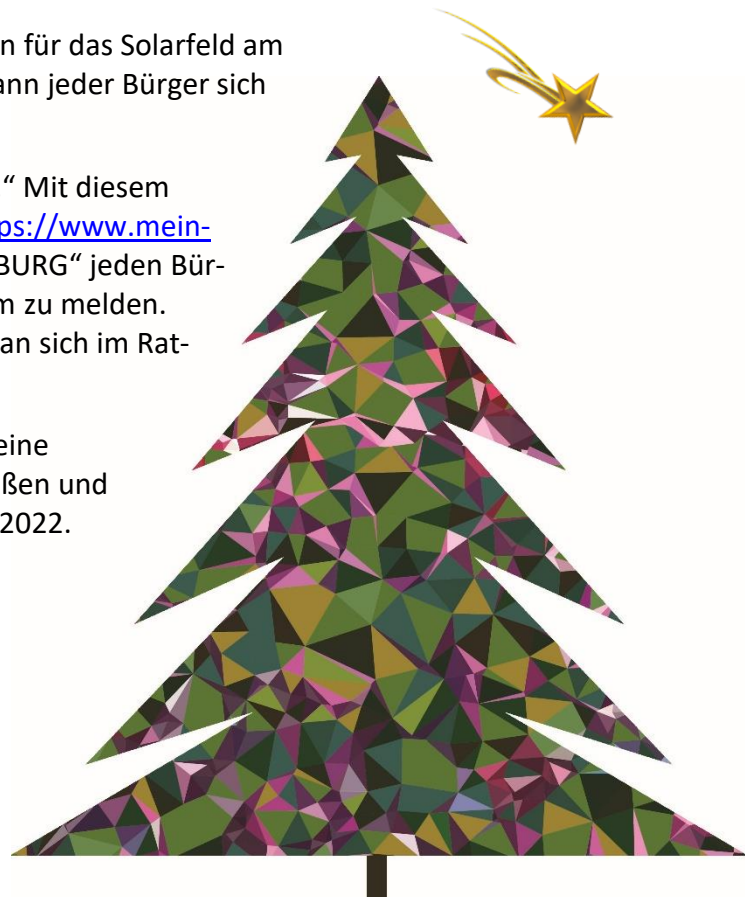 n für das Solarfeld am
ann jeder Bürger sich
“ Mit diesem
ps://www.mein-
BURG“ jeden Bür-
m zu melden.
an sich im Rat-
eine
ßen und
2022.